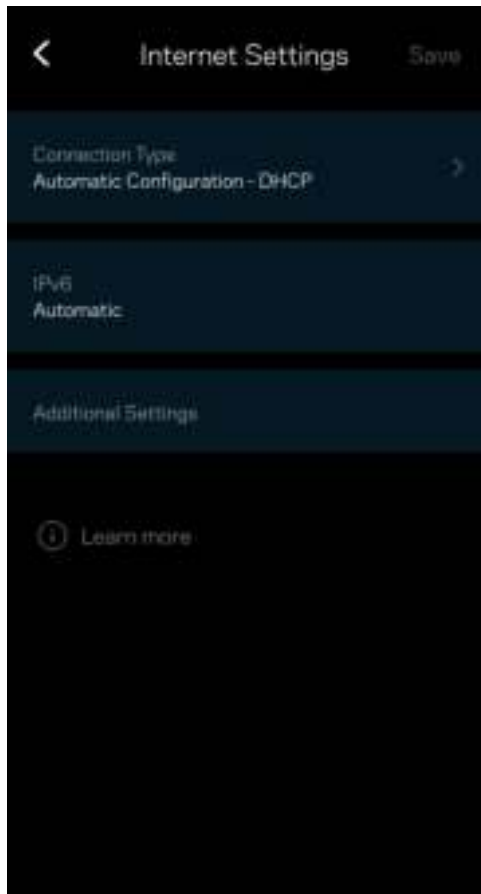 Internet Settings
Save
Connection Type
Automatic Configuration - DHCP
IPv6
Automatic
Additional Settings
Learn more